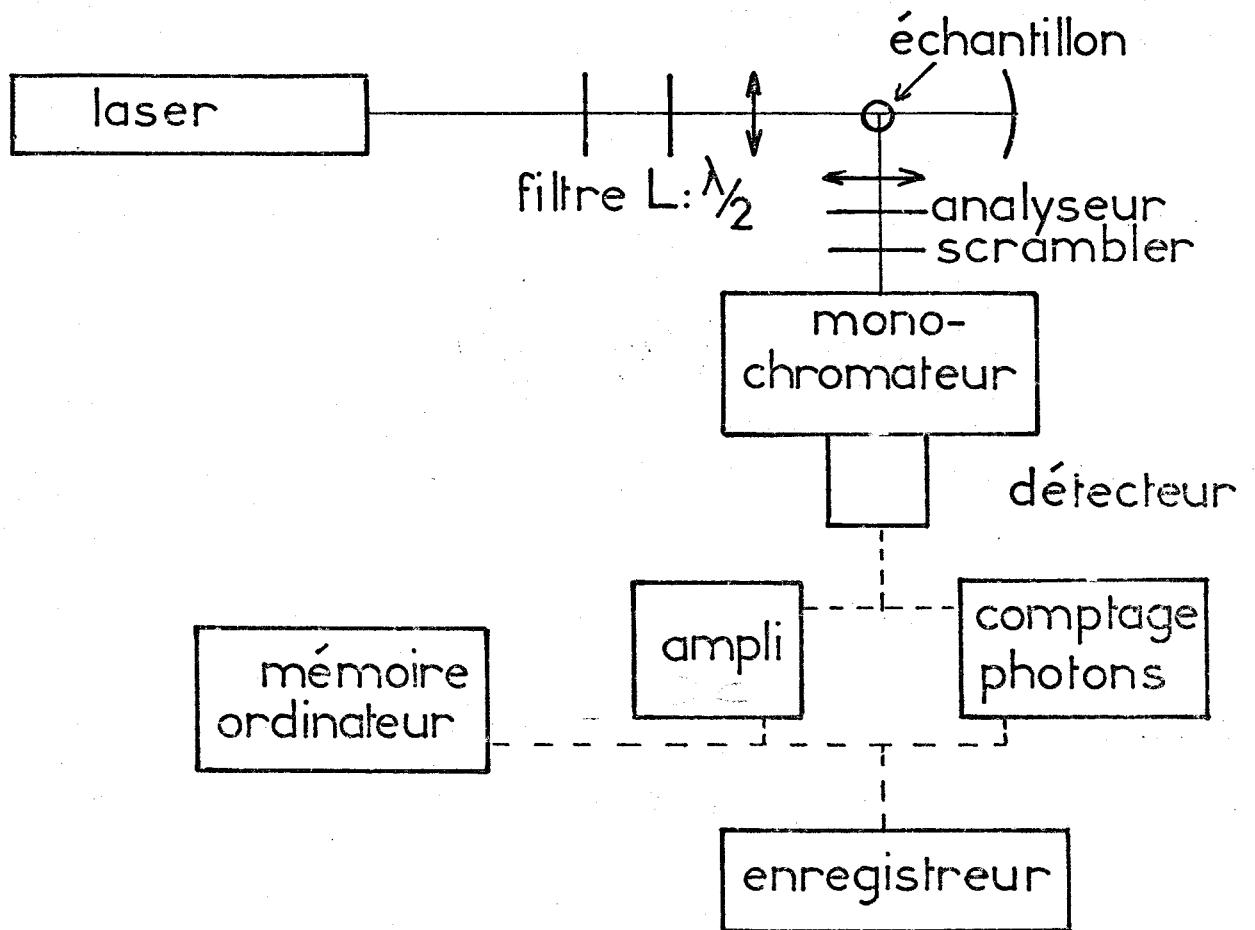 échantillon
laser
filtre L: λ/2
analyseur
scrambler
mono-
chromateur
détecteur
ampli
comptage
photons
mémoire
ordinateur
enregistreur